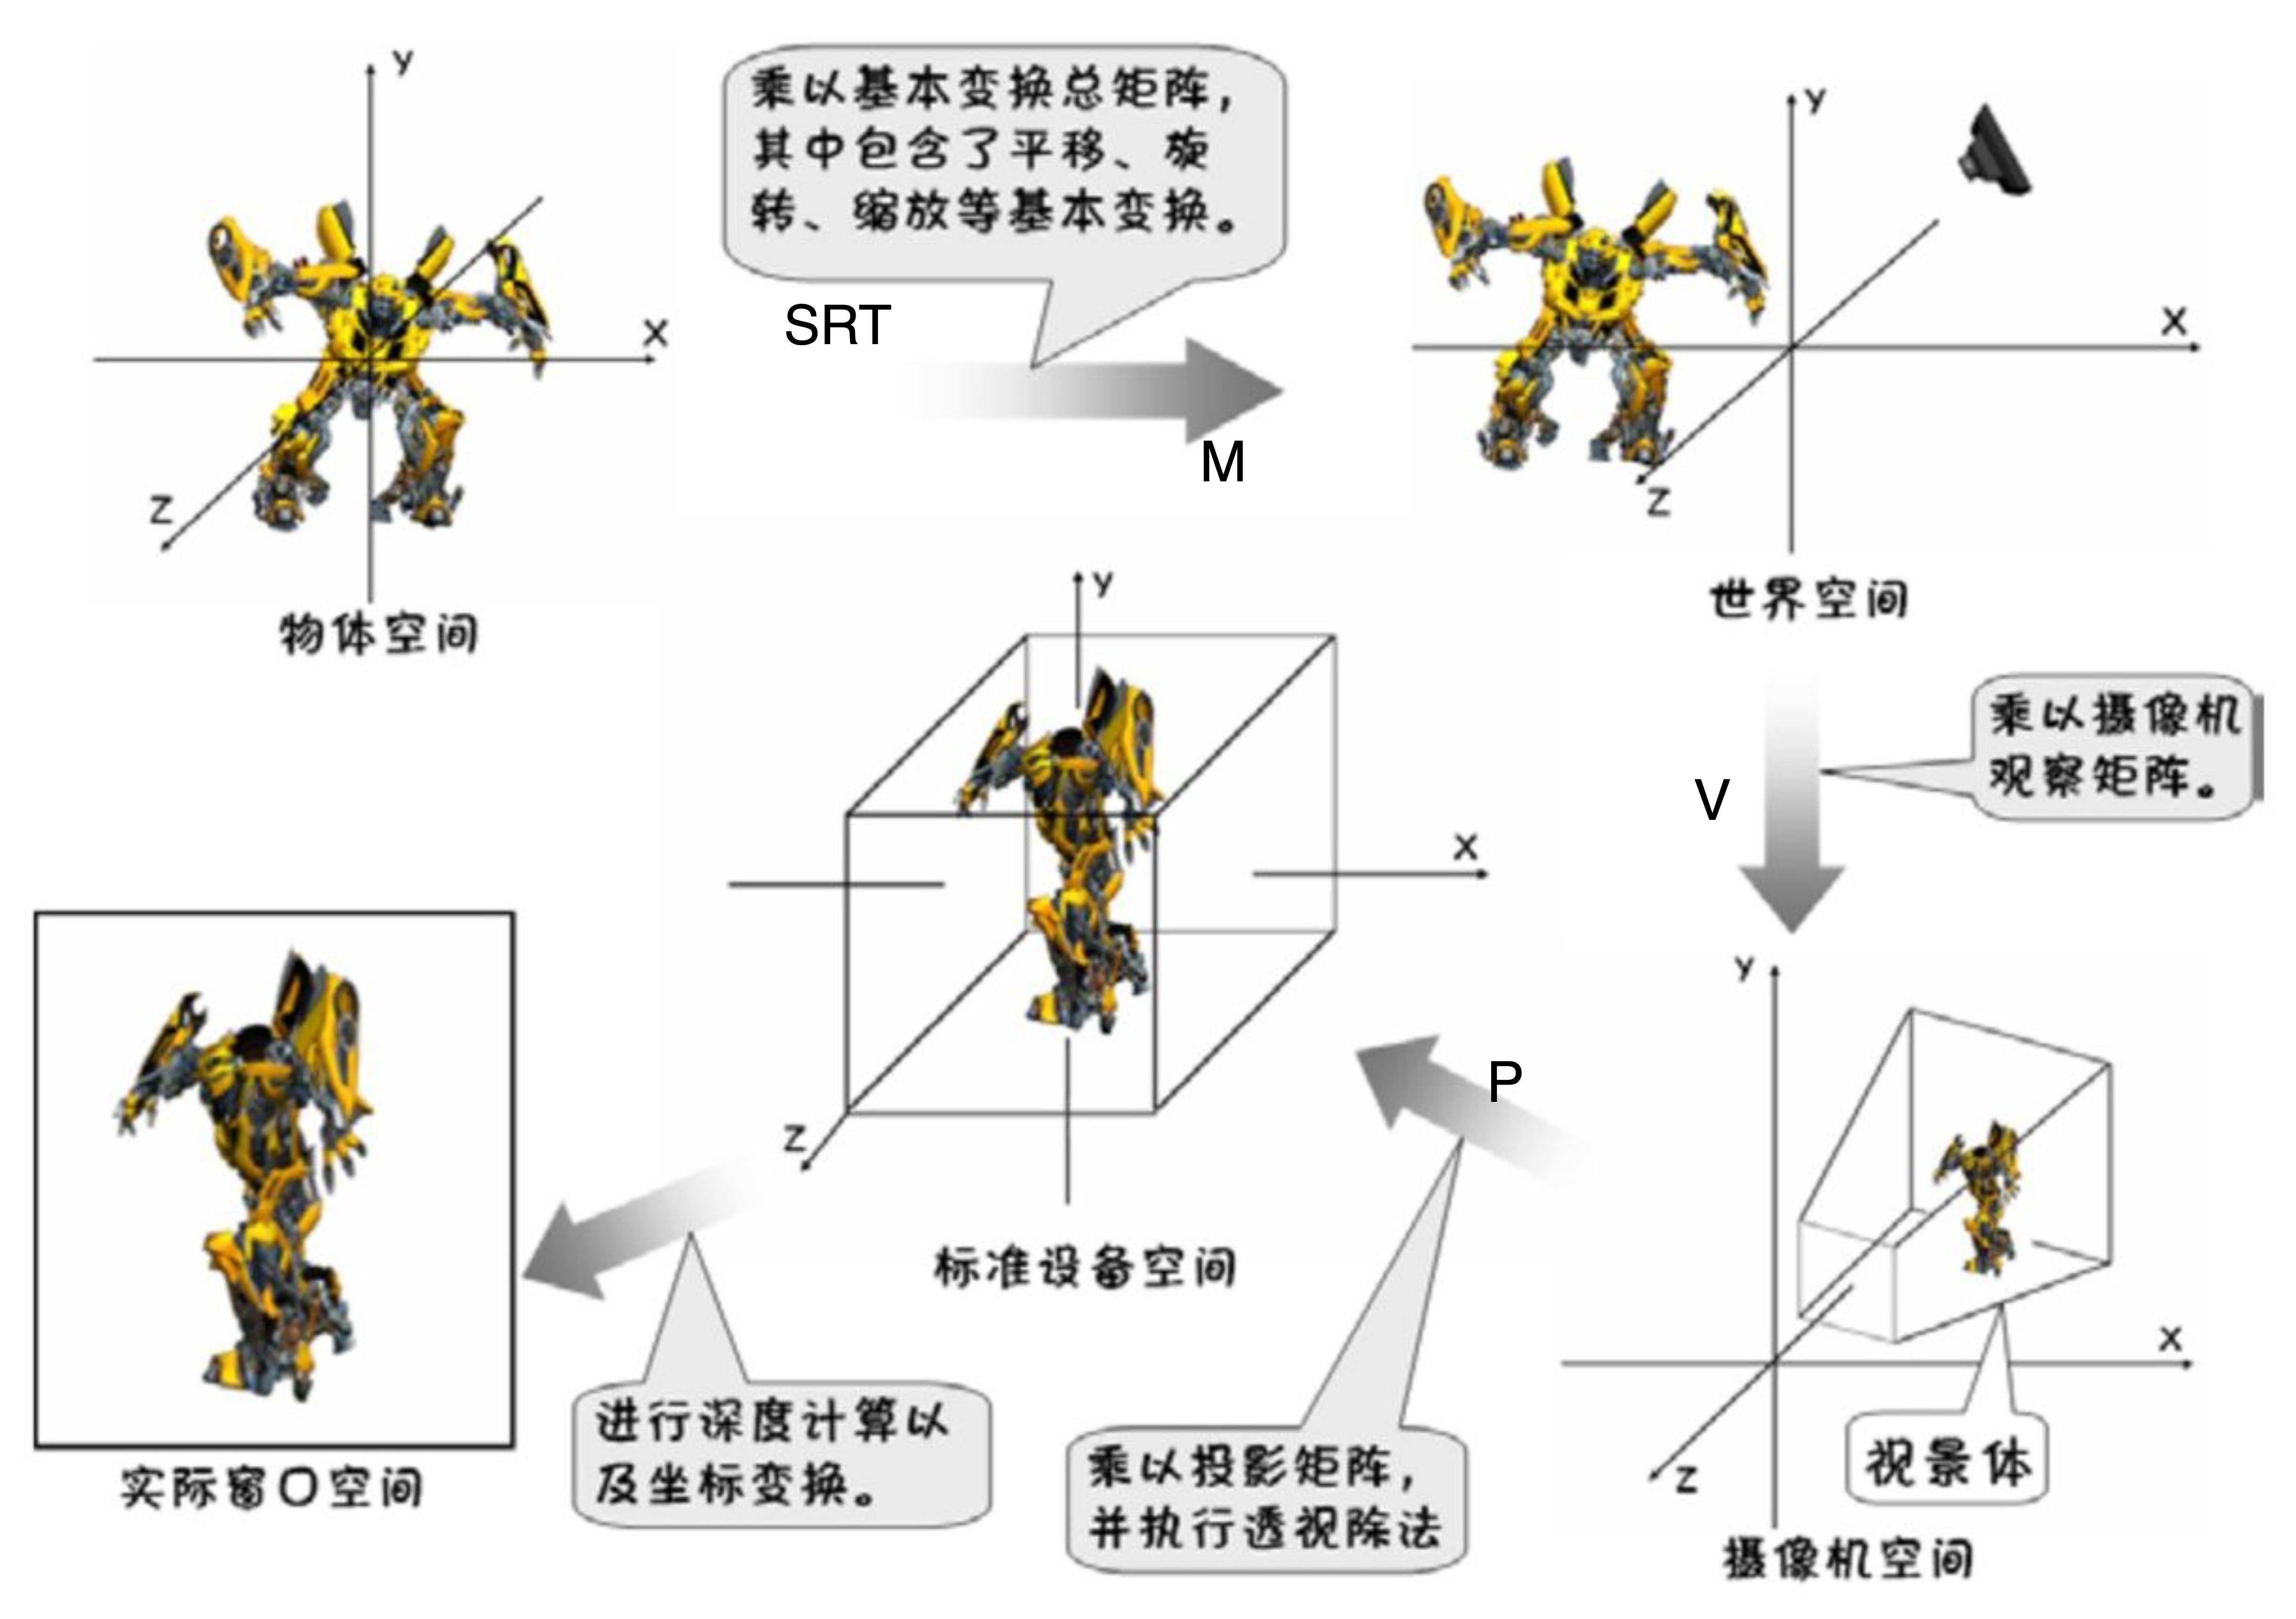 Y
X
Z
物体空间
乘以基本变换总矩阵，
其中包含了平移、旋
转、缩放等基本变换。
SRT
M
Y
X
Z
世界空间
乘以摄像机
观察矩阵。
V
Y
X
Z
视景体
摄像机空间
P
乘以投影矩阵，
并执行透视除法
Y
X
Z
标准设备空间
进行深度计算以
及坐标变换。
实际窗口空间